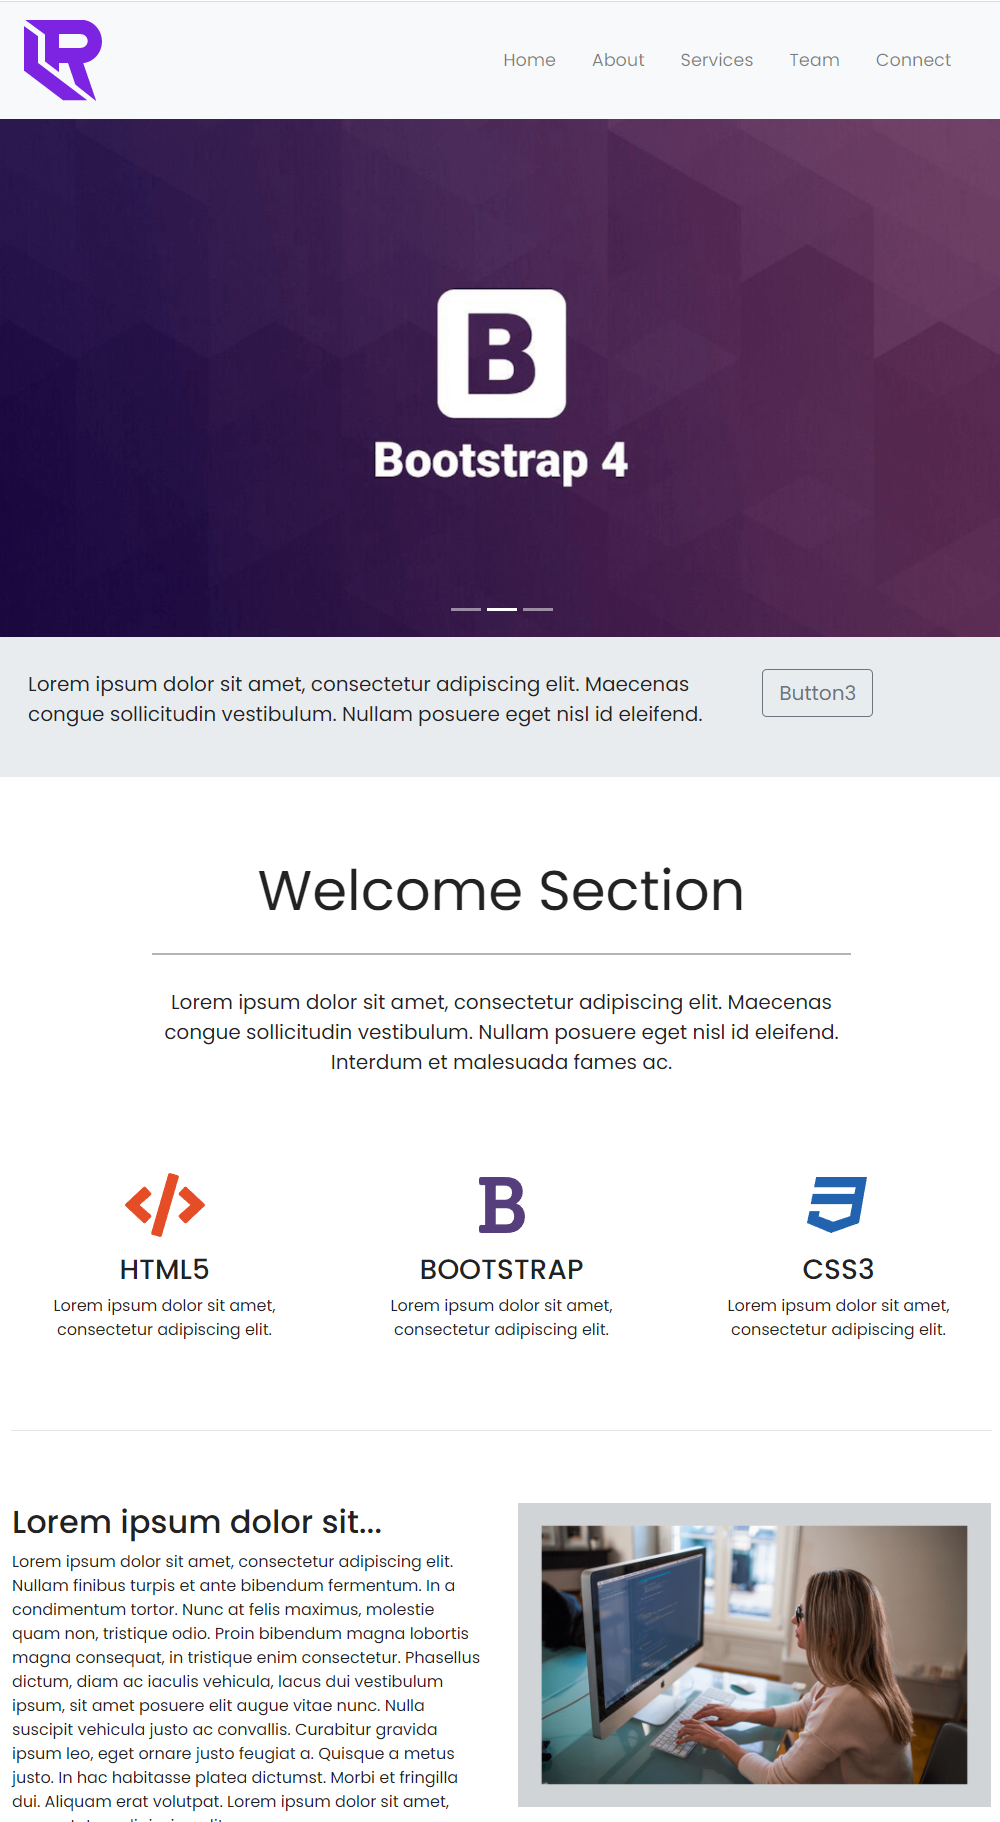 Home About Services Team Connect
B
Bootstrap 4
Lorem ipsum dolor sit amet, consectetur adipiscing elit. Maecenas
congue sollicitudin vestibulum. Nullam posuere eget nisl id eleifend.
Button3
Welcome Section
Lorem ipsum dolor sit amet, consectetur adipiscing elit. Maecenas
congue sollicitudin vestibulum. Nullam posuere eget nisl id eleifend.
Interdum et malesuada fames ac.
B
HTML5
Lorem ipsum dolor sit amet,
consectetur adipiscing elit.
BOOTSTRAP
Lorem ipsum dolor sit amet,
consectetur adipiscing elit.
CSS3
Lorem ipsum dolor sit amet,
consectetur adipiscing elit.
Lorem ipsum dolor sit...
Lorem ipsum dolor sit amet, consectetur adipiscing elit.
Nullam finibus turpis et ante bibendum fermentum. In a
condimentum tortor. Nunc at felis maximus, molestie
quam non, tristique odio. Proin bibendum magna lobortis
magna consequat, in tristique enim consectetur. Phasellus
dictum, diam ac iaculis vehicula, lacus dui vestibulum
ipsum, sit amet posuere elit augue vitae nunc. Nulla
suscipit vehicula justo ac convallis. Curabitur gravida
ipsum leo, eget ornare justo feugiat a. Quisque a metus
justo. In hac habitasse platea dictumst. Morbi et fringilla
dui. Aliquam erat volutpat. Lorem ipsum dolor sit amet,